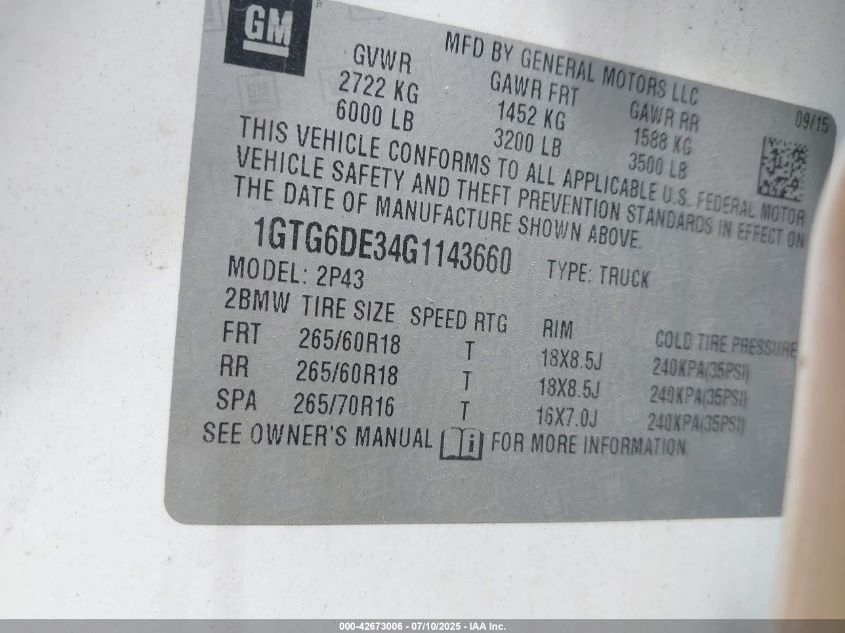 GM
MFD BY GENERAL MOTORS LLC
09/15
GVWR GAWR FRT GAWR RR
2722 KG 1452 KG 1588 KG
6000 LB 3200 LB 3500 LB
THIS VEHICLE CONFORMS TO ALL APPLICABLE U.S. FEDERAL MOTOR
VEHICLE SAFETY AND THEFT PREVENTION STANDARDS IN EFFECT ON
THE DATE OF MANUFACTURE SHOWN ABOVE.
1GTG6DE34G1143660 TYPE: TRUCK
MODEL: 2P43
2BMW TIRE SIZE SPEED RTG RIM COLD TIRE PRESSURE
FRT 265/60R18 T 18X8.5J 240KPA(35PSI)
RR 265/60R18 T 18X8.5J 240KPA(35PSI)
SPA 265/70R16 T 16X7.0J 240KPA(35PSI)
SEE OWNER'S MANUAL i FOR MORE INFORMATION
000-42673006 - 07/10/2025 - IAA Inc.